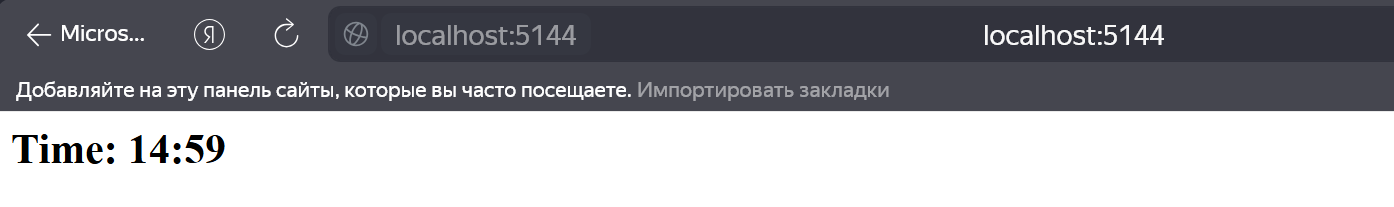 Micros... Я localhost:5144 localhost:5144
Добавляйте на эту панель сайты, которые вы часто посещаете. Импортировать закладки
Time: 14:59